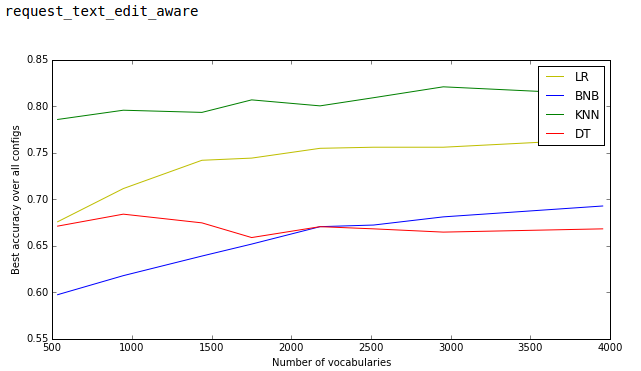 request_text_edit_aware
0.85
0.80
0.75
0.70
0.65
0.60
0.55
Best accuracy over all configs
LR
BNB
KNN
DT
500 1000 1500 2000 2500 3000 3500 4000
Number of vocabularies